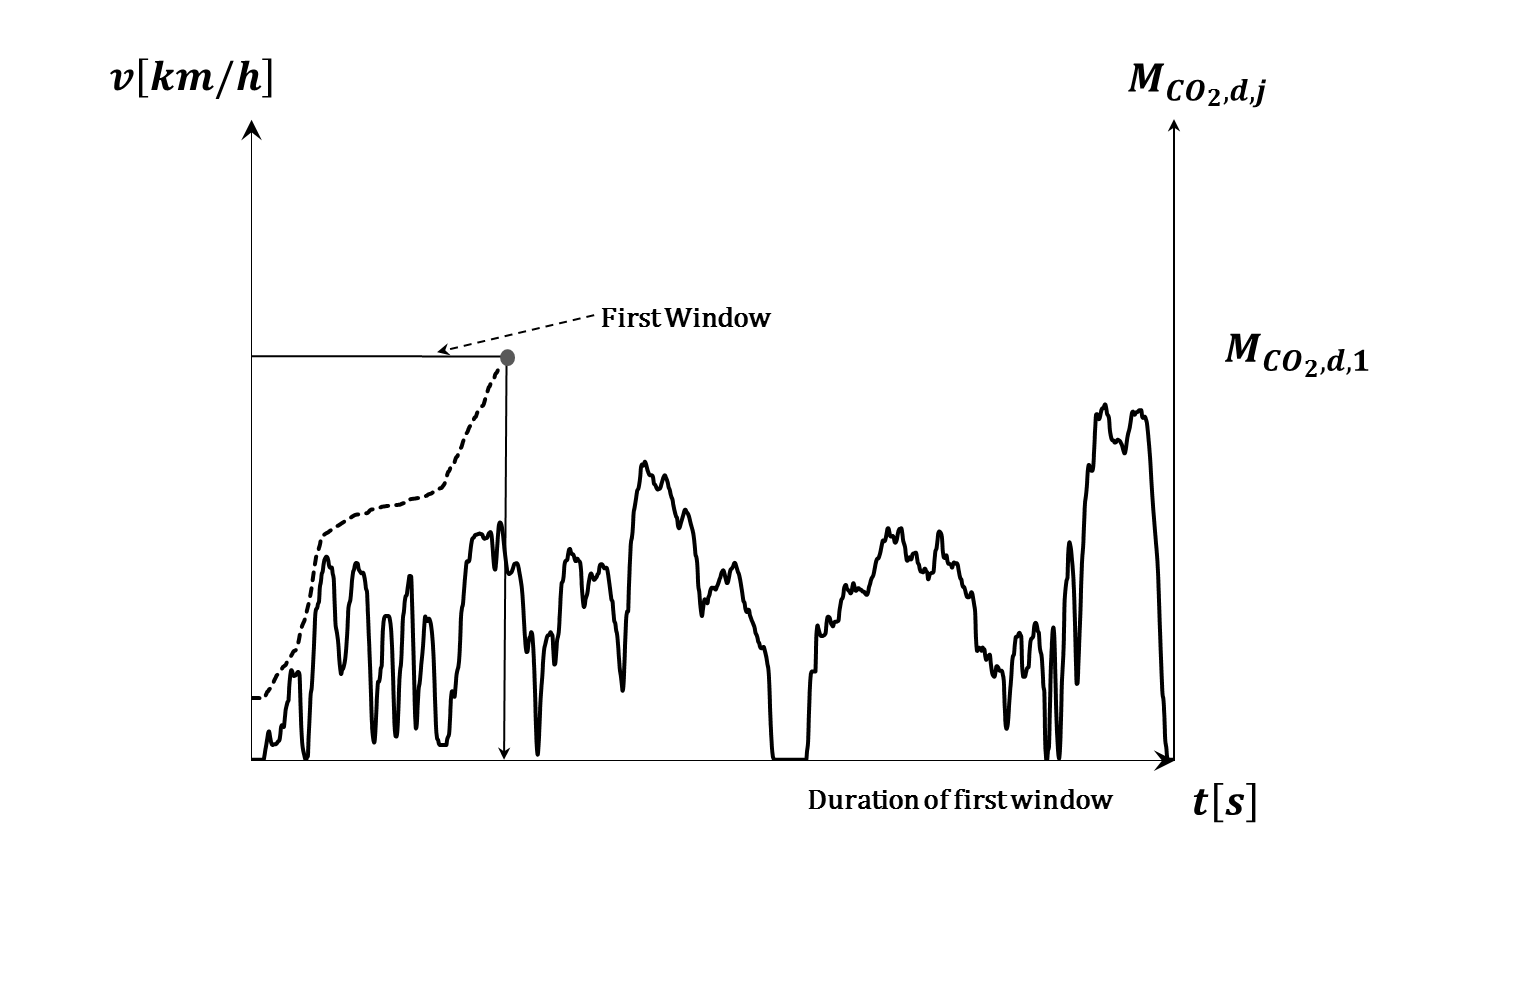 v[km/h]
M_{CO_2,d,j}
First Window
M_{CO_2,d,1}
Duration of first window
t[s]